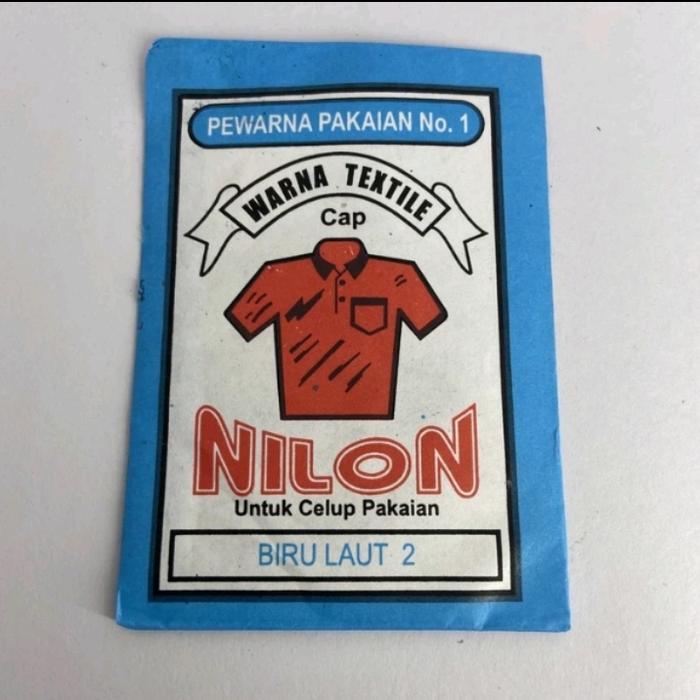 PEWARNA PAKAIAN No. 1
WARNA TEXTILE
Cap
NILON
Untuk Celup Pakaian
BIRU LAUT 2